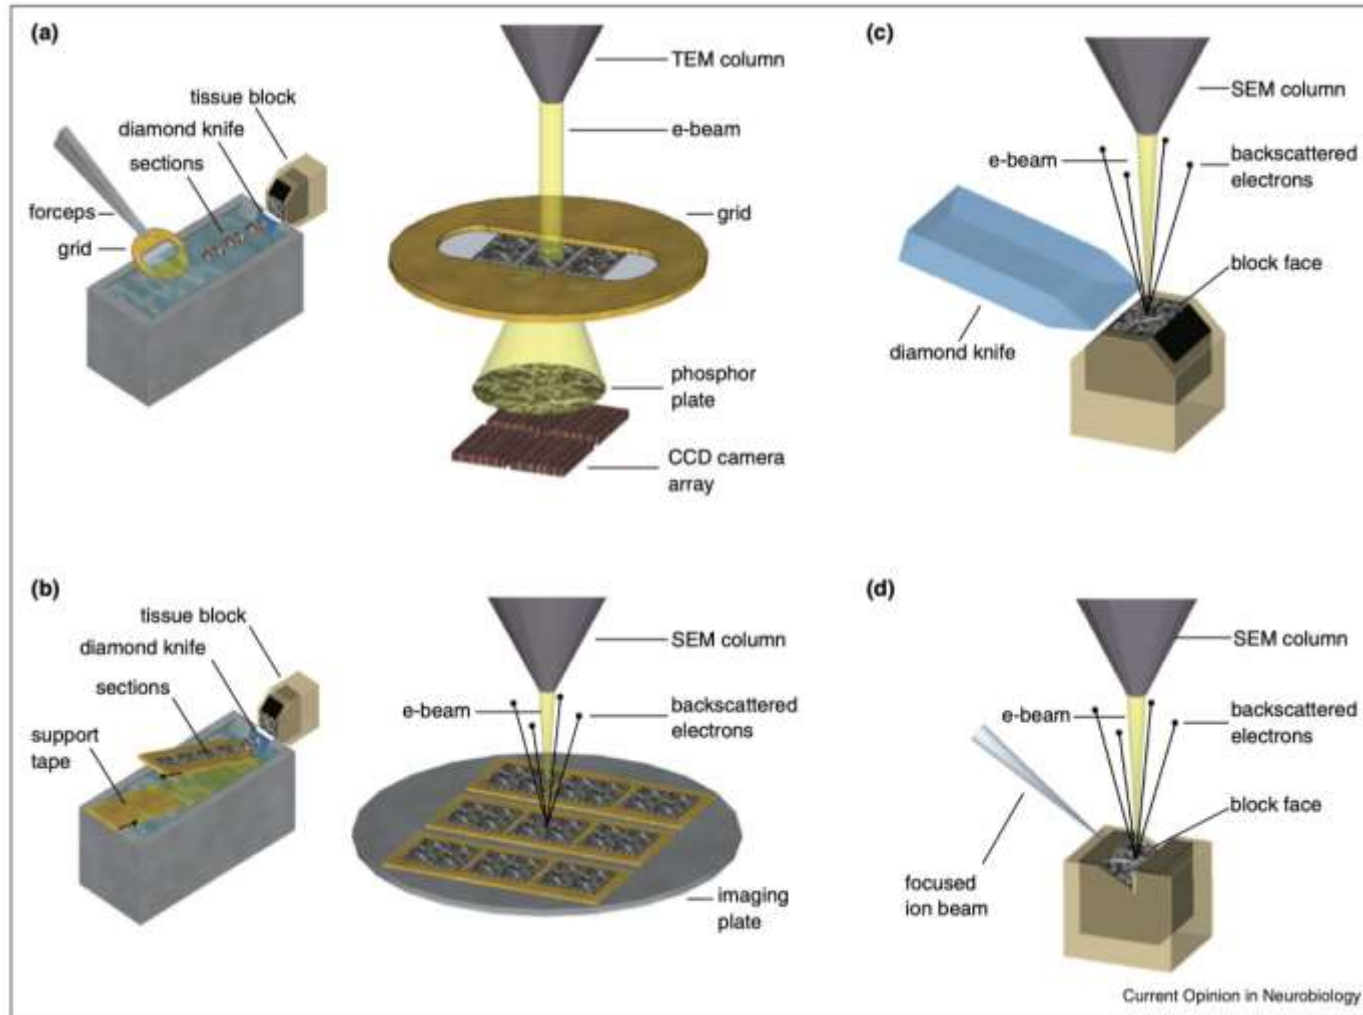 (a)
tissue block
diamond knife
sections
forceps
grid
TEM column
e-beam
grid
phosphor
plate
CCD camera
array
(c)
SEM column
e-beam
backscattered
electrons
block face
diamond knife
(b)
tissue block
diamond knife
sections
support
tape
SEM column
e-beam
backscattered
electrons
imaging
plate
(d)
SEM column
e-beam
backscattered
electrons
block face
focused
ion beam
Current Opinion in Neurobiology